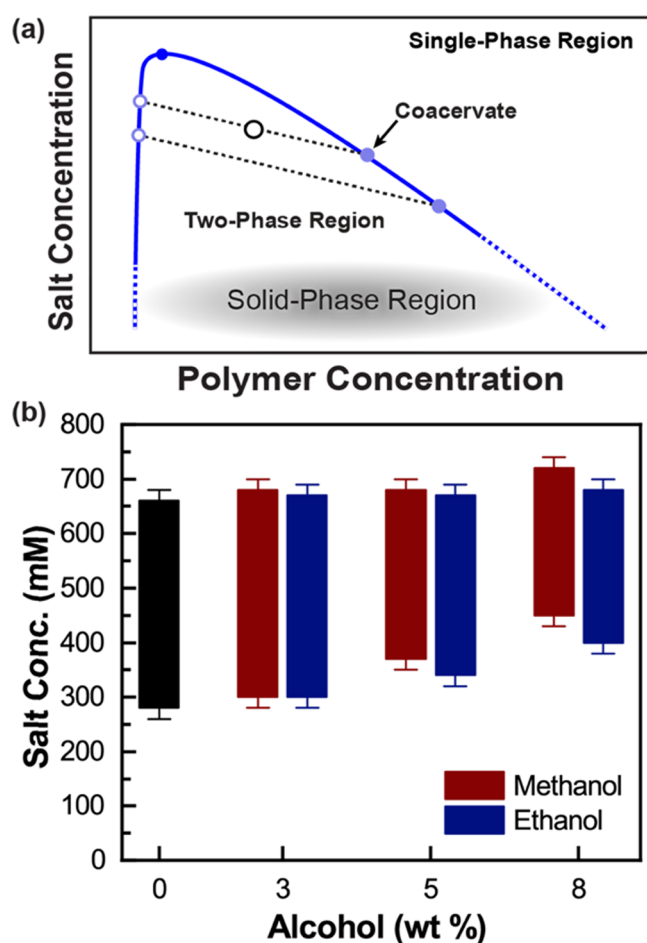 (a)
Single-Phase Region
Coacervate
Two-Phase Region
Solid-Phase Region
Salt Concentration
Polymer Concentration
(b)
800
700
600
500
400
300
200
100
0
Salt Conc. (mM)
Methanol
Ethanol
0 3 5 8
Alcohol (wt %)